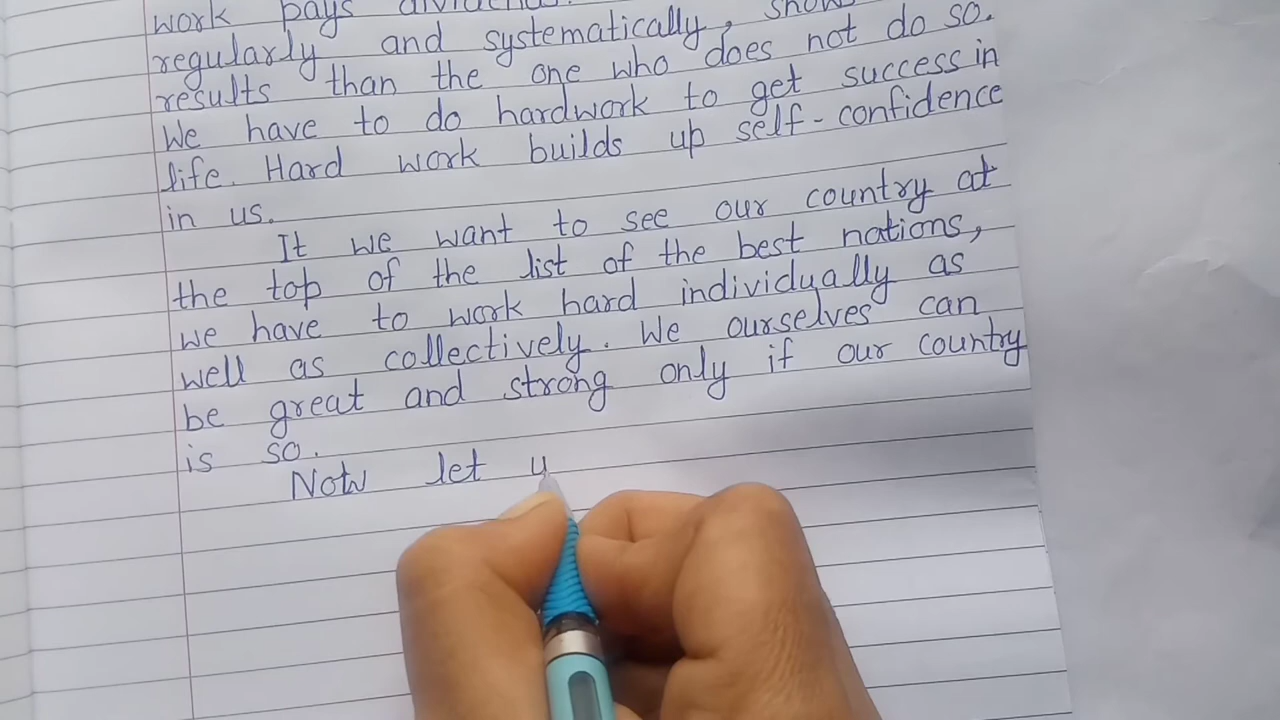 work pays dividends.
regularly and systematically, shows
results than the one who does not do so.
We have to do hardwork to get success in
life. Hard work builds up self-confidence
in us.
It we want to see our country at
the top of the list of the best nations,
we have to work hard individually as
well as collectively. We ourselves can
be great and strong only if our country
is so.
Now let u